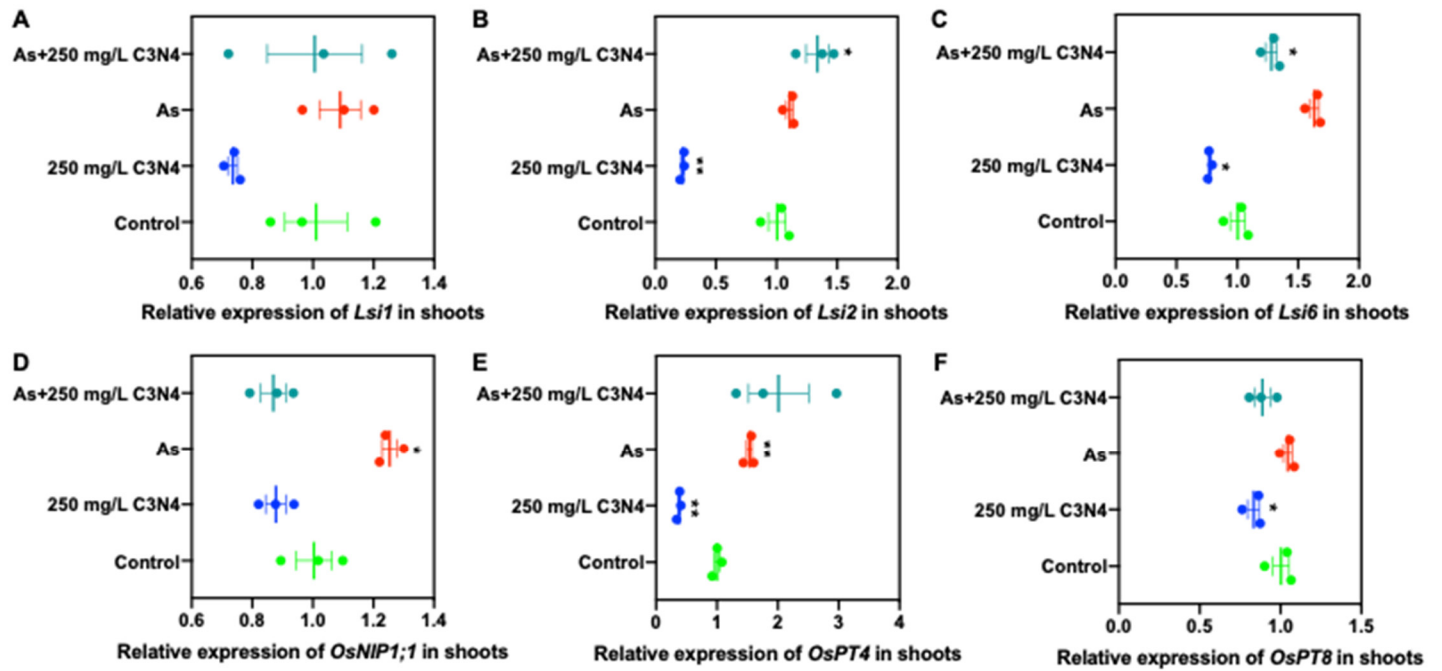 A
As+250 mg/L C3N4
*
As
250 mg/L C3N4
Control
0.6 0.8 1.0 1.2 1.4
Relative expression of Lsi1 in shoots
B
As+250 mg/L C3N4
*
As
250 mg/L C3N4
**
Control
0.0 0.5 1.0 1.5 2.0
Relative expression of Lsi2 in shoots
C
As+250 mg/L C3N4
*
As
250 mg/L C3N4
*
Control
0.0 0.5 1.0 1.5 2.0
Relative expression of Lsi6 in shoots
D
As+250 mg/L C3N4
As
*
250 mg/L C3N4
Control
0.6 0.8 1.0 1.2 1.4
Relative expression of OsNIP1;1 in shoots
E
As+250 mg/L C3N4
As
**
250 mg/L C3N4
**
Control
0 1 2 3 4
Relative expression of OsPT4 in shoots
F
As+250 mg/L C3N4
As
250 mg/L C3N4
*
Control
0.0 0.5 1.0 1.5
Relative expression of OsPT8 in shoots